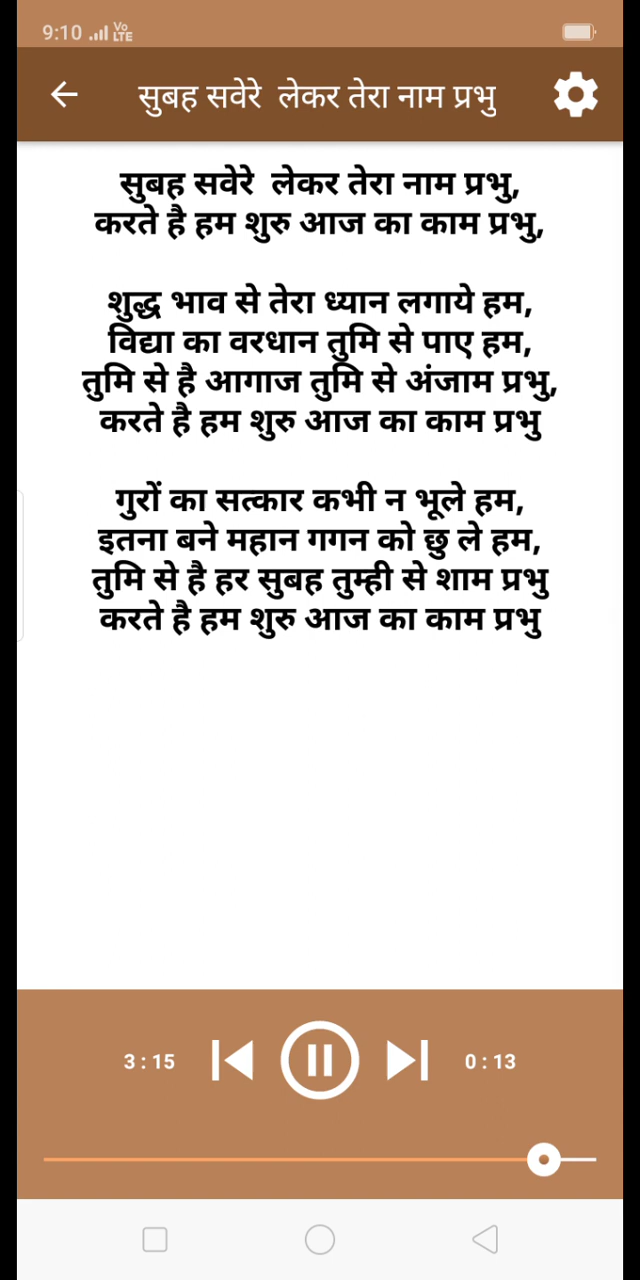 9:10 Vo LTE
सुबह सवेरे  लेकर तेरा नाम प्रभु
सुबह सवेरे  लेकर तेरा नाम प्रभु,
करते है हम शुरु आज का काम प्रभु,
शुद्ध भाव से तेरा ध्यान लगाये हम,
विद्या का वरधान तुमि से पाए हम,
तुमि से है आगाज तुमि से अंजाम प्रभु,
करते है हम शुरु आज का काम प्रभु
गुरों का सत्कार कभी न भूले हम,
इतना बने महान गगन को छु ले हम,
तुमि से है हर सुबह तुम्ही से शाम प्रभु
करते है हम शुरु आज का काम प्रभु
3 : 15 0 : 13